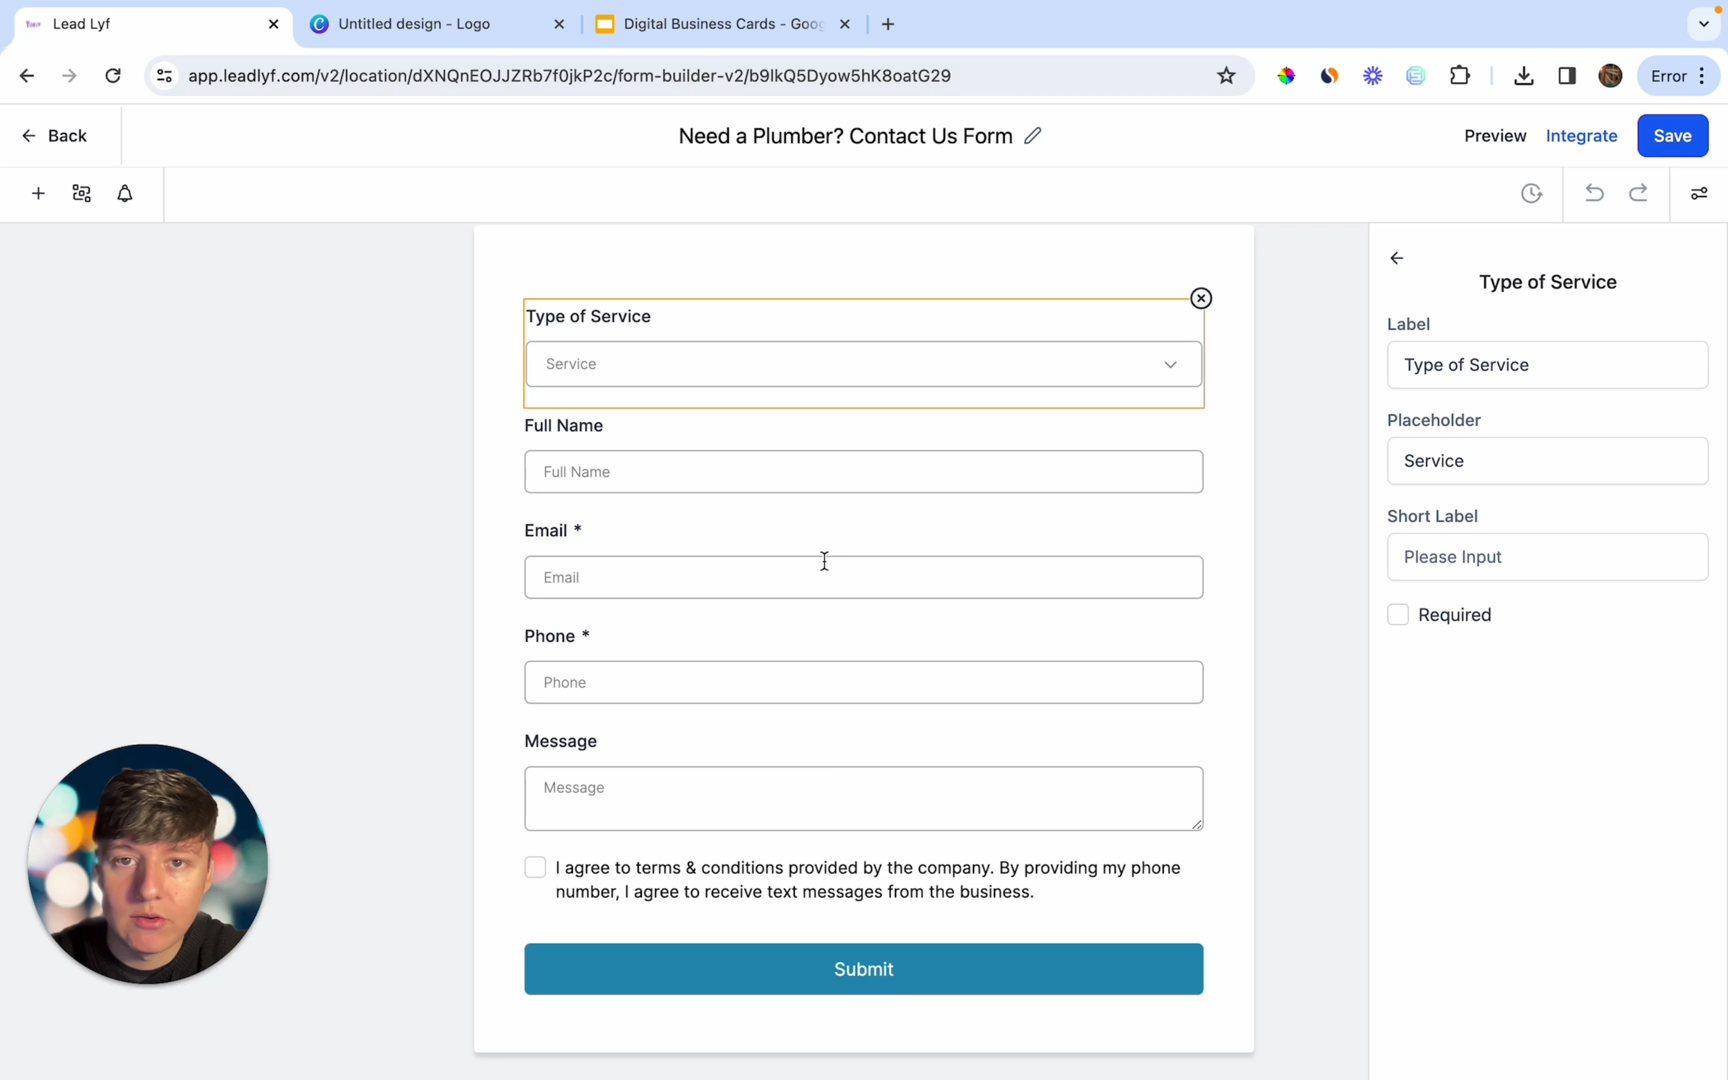 Lead Lyf
Untitled design - Logo
Digital Business Cards - Goog
app.leadlyf.com/v2/location/dXNQnEOJJZRb7f0jkP2c/form-builder-v2/b9lkQ5Dyow5hK8oatG29
Error
Back
Need a Plumber? Contact Us Form
Preview
Integrate
Save
Type of Service
Service
Full Name
Full Name
Email *
Email
Phone *
Phone
Message
Message
I agree to terms & conditions provided by the company. By providing my phone
number, I agree to receive text messages from the business.
Submit
Type of Service
Label
Type of Service
Placeholder
Service
Short Label
Please Input
Required